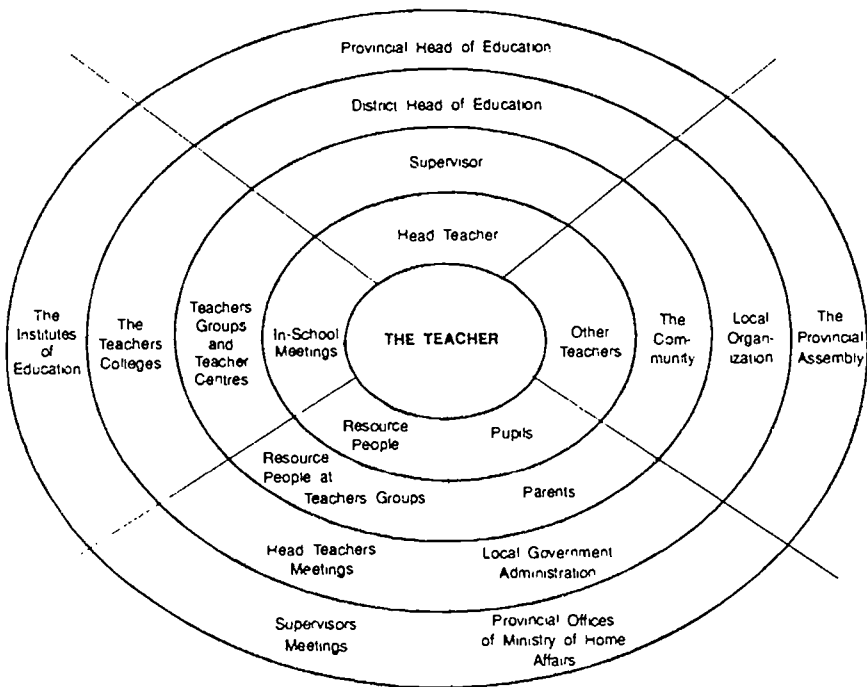 Provincial Head of Education
District Head of Education
Supervisor
Head Teacher
The
Institutes
of
Education
The
Teachers
Colleges
Teachers
Groups
and
Teacher
Centres
In-School
Meetings
THE TEACHER
Other
Teachers
The
Com-
munity
Local
Organ-
ization
The
Provincial
Assembly
Resource
People
Pupils
Resource
People at
Teachers Groups
Parents
Head Teachers
Meetings
Local Government
Administration
Supervisors
Meetings
Provincial Offices
of Ministry of Home
Affairs